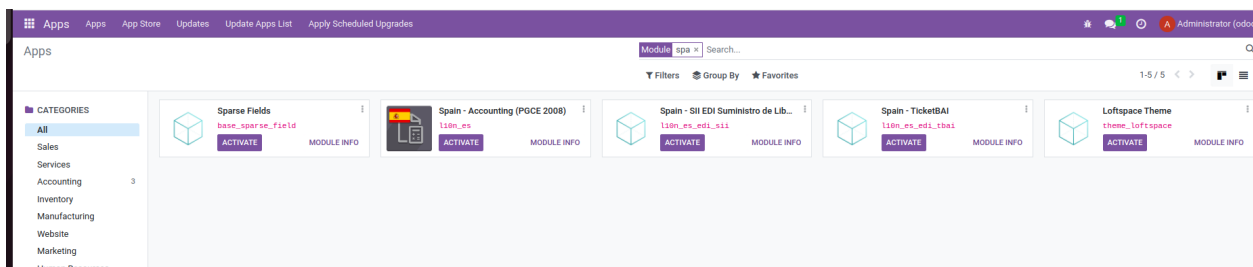 Apps Apps App Store Updates Update Apps List Apply Scheduled Upgrades 1 A Administrator (odoo
Apps Module spa × Search...
Filters Group By Favorites 1-5 / 5
CATEGORIES
All
Sales
Services
Accounting 3
Inventory
Manufacturing
Website
Marketing
Sparse Fields
base_sparse_field
ACTIVATE MODULE INFO
Spain - Accounting (PGCE 2008)
l10n_es
ACTIVATE MODULE INFO
Spain - SII EDI Suministro de Lib...
l10n_es_edi_sii
ACTIVATE MODULE INFO
Spain - TicketBAI
l10n_es_edi_tbai
ACTIVATE MODULE INFO
Loftspace Theme
theme_loftspace
ACTIVATE MODULE INFO